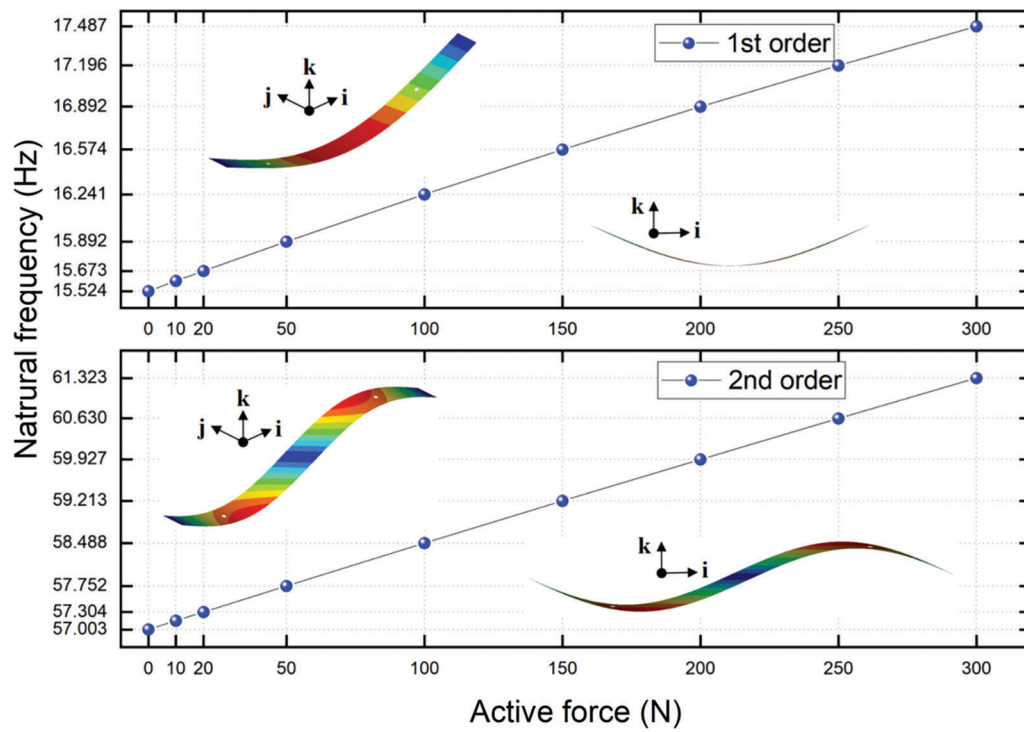 17.487
17.196
16.892
16.574
16.241
15.892
15.673
15.524
1st order
k
j i
k
i
0 10 20 50 100 150 200 250 300
Natrural frequency (Hz)
61.323
60.630
59.927
59.213
58.488
57.752
57.304
57.003
2nd order
k
j i
k
i
0 10 20 50 100 150 200 250 300
Active force (N)